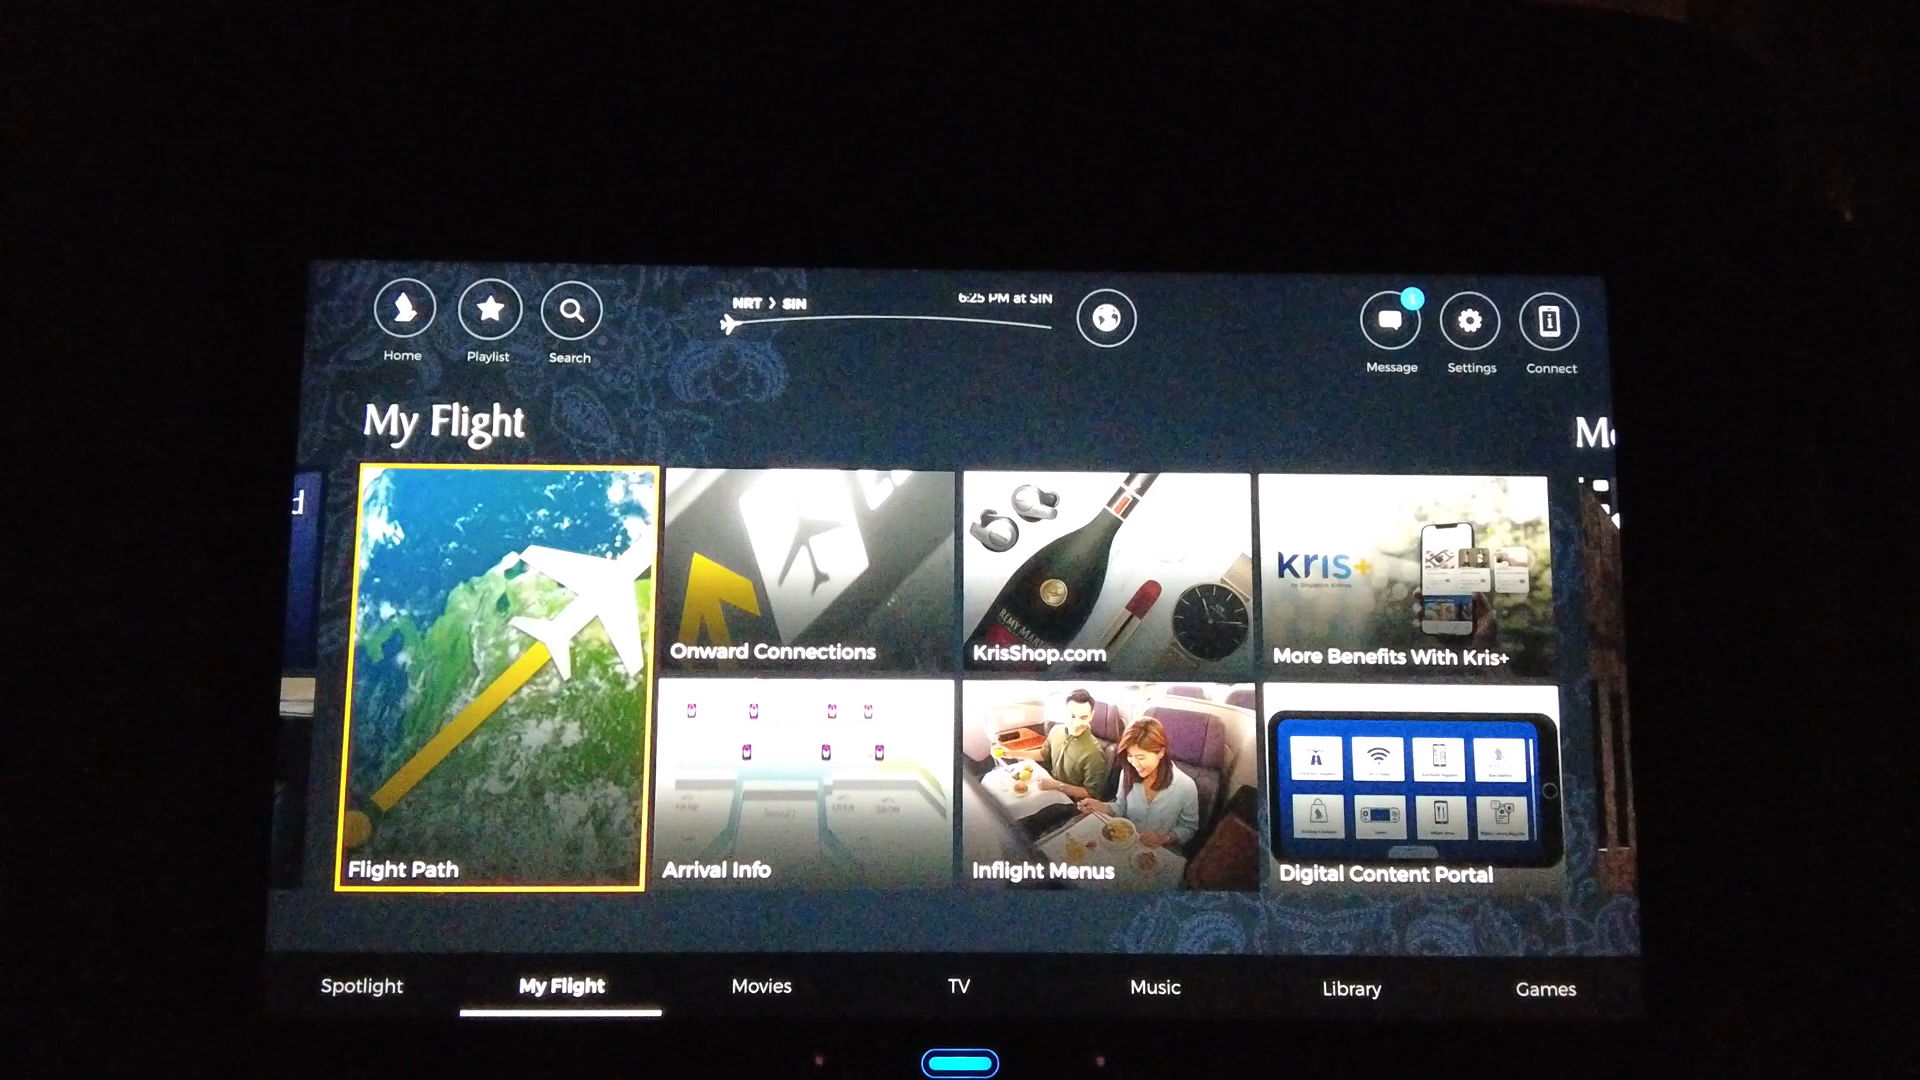 NRT > SIN
6:25 PM at SIN
Home
Playlist
Search
Message
Settings
Connect
My Flight
d
kris+
REMY MARTIN
Onward Connections
KrisShop.com
More Benefits With Kris+
Flight Path
Arrival Info
Inflight Menus
Digital Content Portal
Spotlight
My Flight
Movies
TV
Music
Library
Games